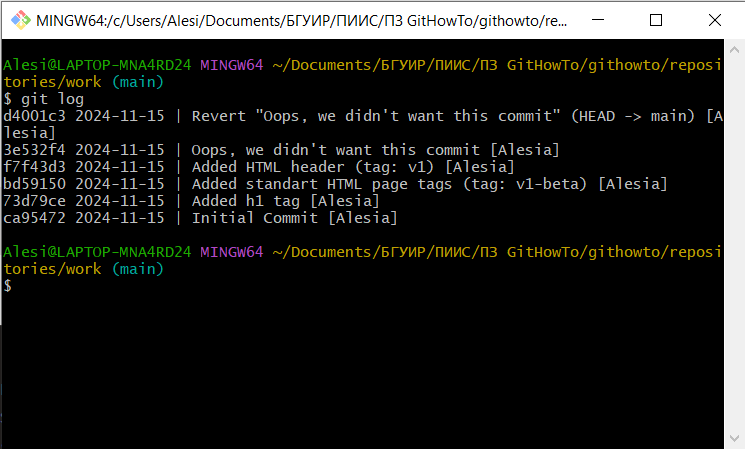 MINGW64:/c/Users/Alesi/Documents/БГУИР/ПИИС/ПЗ GitHowTo/githowto/re...
Alesi@LAPTOP-MNA4RD24 MINGW64 ~/Documents/БГУИР/ПИИС/ПЗ GitHowTo/githowto/reposi
tories/work (main)
$ git log
d4001c3 2024-11-15 | Revert "Oops, we didn't want this commit" (HEAD -> main) [A
lesia]
3e532f4 2024-11-15 | Oops, we didn't want this commit [Alesia]
f7f43d3 2024-11-15 | Added HTML header (tag: v1) [Alesia]
bd59150 2024-11-15 | Added standart HTML page tags (tag: v1-beta) [Alesia]
73d79ce 2024-11-15 | Added h1 tag [Alesia]
ca95472 2024-11-15 | Initial Commit [Alesia]
Alesi@LAPTOP-MNA4RD24 MINGW64 ~/Documents/БГУИР/ПИИС/ПЗ GitHowTo/githowto/reposi
tories/work (main)
$